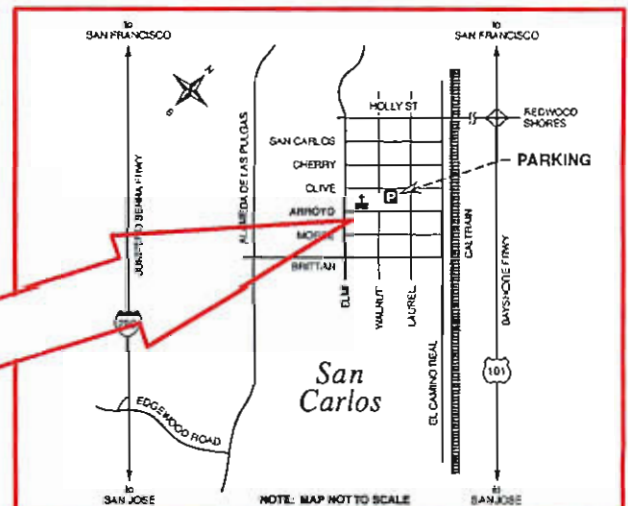 to
SAN FRANCISCO
to
SAN FRANCISCO
N
S
HOLLY ST
REDWOOD
SHORES
SAN CARLOS
CHERRY
PARKING
OLIVE
P
ARROYO
MORSE
BRITTAN
JUNIPERO SERRA FRWY
ALAMEDA DE LAS PULGAS
ELM
WALNUT
LAUREL
EL CAMINO REAL
CALTRAIN
BAYSHORE FRWY
280
101
San
Carlos
EDGEWOOD ROAD
to
SAN JOSE
NOTE: MAP NOT TO SCALE
to
SAN JOSE